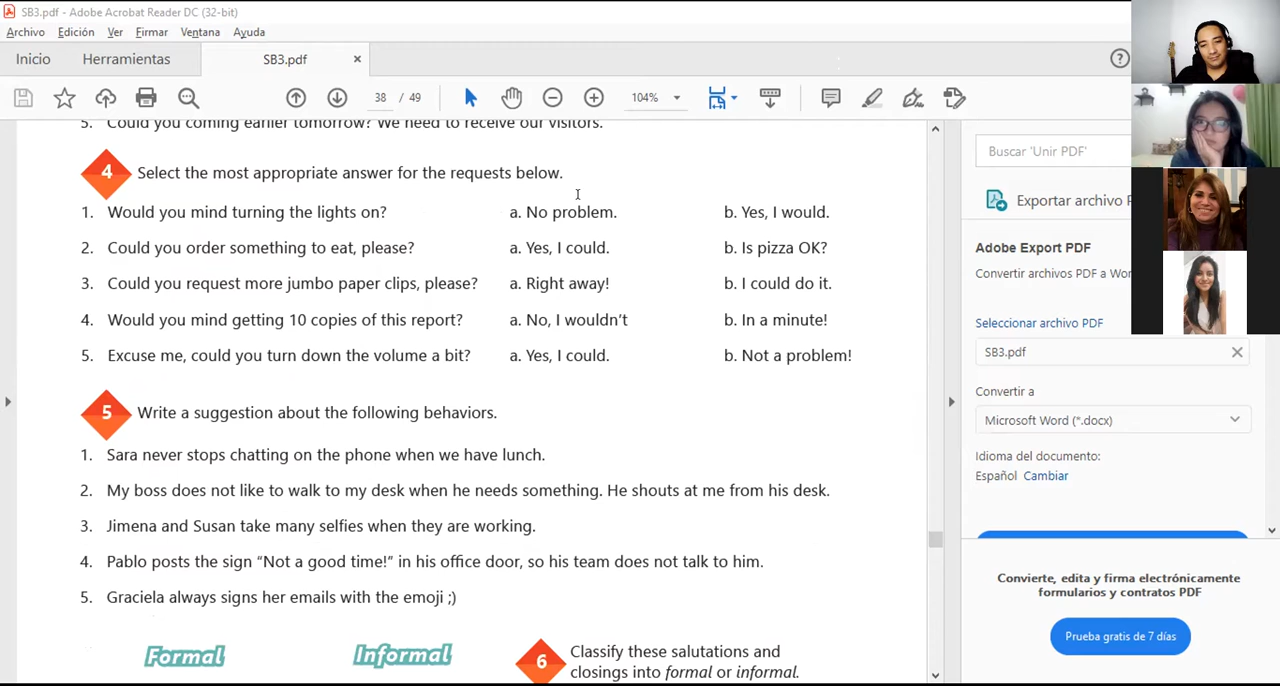 SB3.pdf - Adobe Acrobat Reader DC (32-bit)
Archivo Edición Ver Firmar Ventana Ayuda
Inicio Herramientas SB3.pdf ×
38 / 49 104%
5. Could you coming earlier tomorrow? We need to receive our visitors.
4 Select the most appropriate answer for the requests below.
1. Would you mind turning the lights on? a. No problem. b. Yes, I would.
2. Could you order something to eat, please? a. Yes, I could. b. Is pizza OK?
3. Could you request more jumbo paper clips, please? a. Right away! b. I could do it.
4. Would you mind getting 10 copies of this report? a. No, I wouldn't b. In a minute!
5. Excuse me, could you turn down the volume a bit? a. Yes, I could. b. Not a problem!
5 Write a suggestion about the following behaviors.
1. Sara never stops chatting on the phone when we have lunch.
2. My boss does not like to walk to my desk when he needs something. He shouts at me from his desk.
3. Jimena and Susan take many selfies when they are working.
4. Pablo posts the sign “Not a good time!” in his office door, so his team does not talk to him.
5. Graciela always signs her emails with the emoji ;)
Formal Informal
6 Classify these salutations and
closings into formal or informal.
Buscar 'Unir PDF'
Exportar archivo
Adobe Export PDF
Convertir archivos PDF a
Seleccionar archivo PDF
SB3.pdf
Convertir a
Microsoft Word (*.docx)
Idioma del documento:
Español Cambiar
Convierte, edita y firma electrónicamente
formularios y contratos PDF
Prueba gratis de 7 días